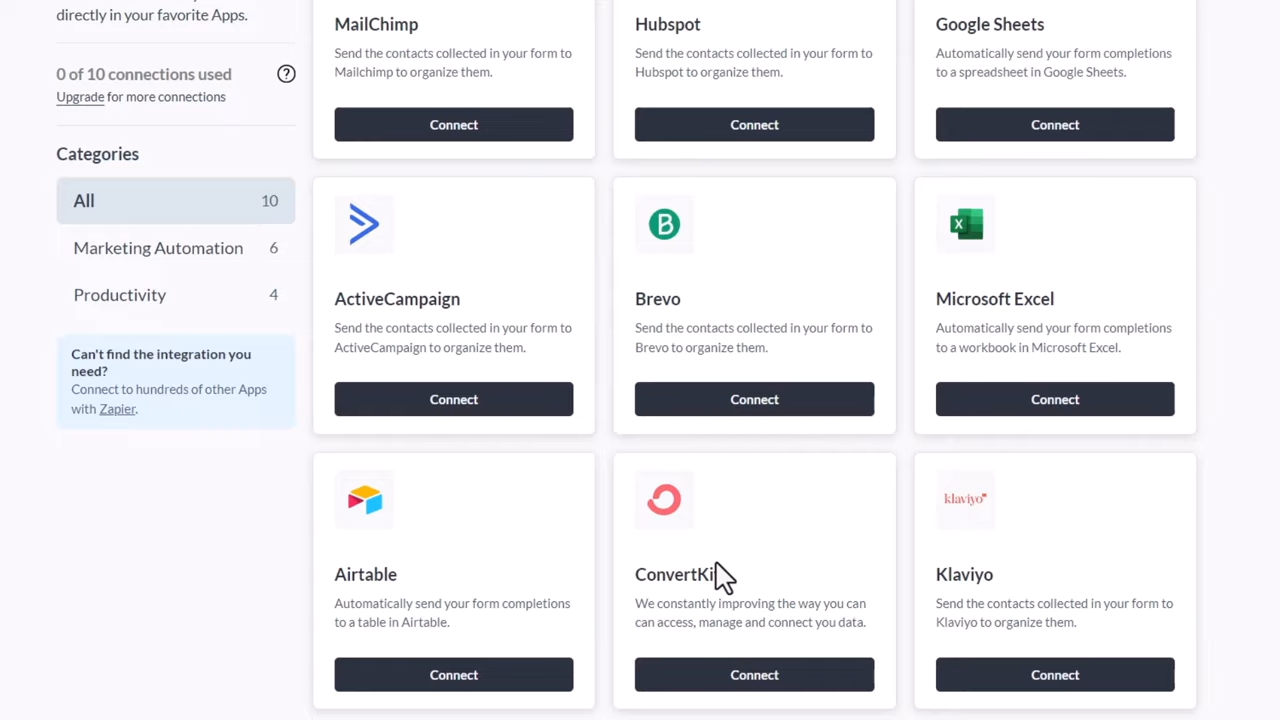 directly in your favorite Apps.
0 of 10 connections used
Upgrade for more connections
Categories
All 10
Marketing Automation 6
Productivity 4
Can't find the integration you
need?
Connect to hundreds of other Apps
with Zapier.
MailChimp
Send the contacts collected in your form to
Mailchimp to organize them.
Connect
Hubspot
Send the contacts collected in your form to
Hubspot to organize them.
Connect
Google Sheets
Automatically send your form completions
to a spreadsheet in Google Sheets.
Connect
ActiveCampaign
Send the contacts collected in your form to
ActiveCampaign to organize them.
Connect
B
Brevo
Send the contacts collected in your form to
Brevo to organize them.
Connect
X
Microsoft Excel
Automatically send your form completions
to a workbook in Microsoft Excel.
Connect
Airtable
Automatically send your form completions
to a table in Airtable.
Connect
ConvertKi
We constantly improving the way you can
can access, manage and connect you data.
Connect
klaviyo
Klaviyo
Send the contacts collected in your form to
Klaviyo to organize them.
Connect